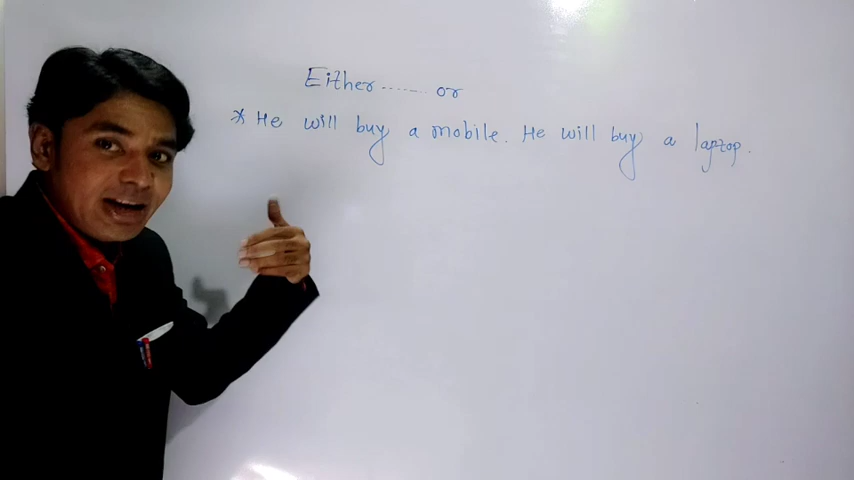 Either ...... or
* He will buy a mobile. He will buy a laptop.